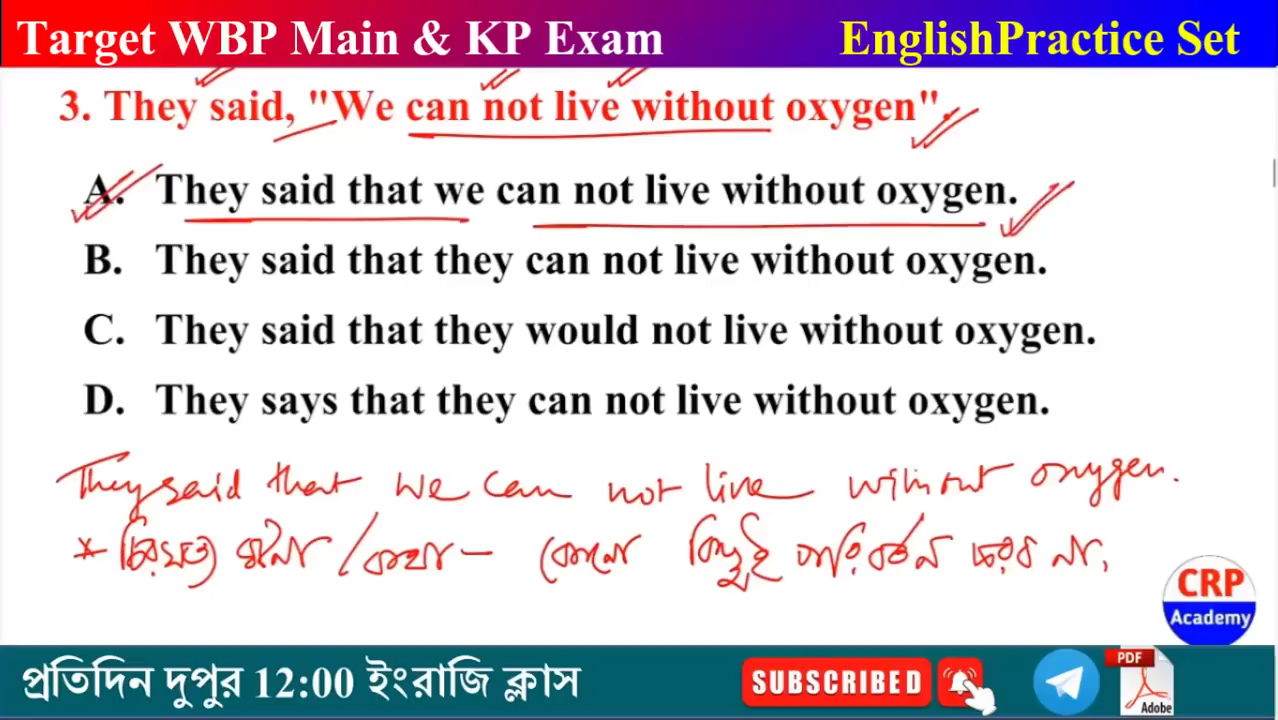 Target WBP Main & KP Exam EnglishPractice Set
3. They said, "We can not live without oxygen".
A. They said that we can not live without oxygen.
B. They said that they can not live without oxygen.
C. They said that they would not live without oxygen.
D. They says that they can not live without oxygen.
They said that we can not live without oxygen.
* চিরসত্য ঘটনা / কথা - কোনো কিছুই পরিবর্তন হবে না,
CRP
Academy
প্রতিদিন দুপুর 12:00 ইংরাজি ক্লাস SUBSCRIBED PDF
Adobe